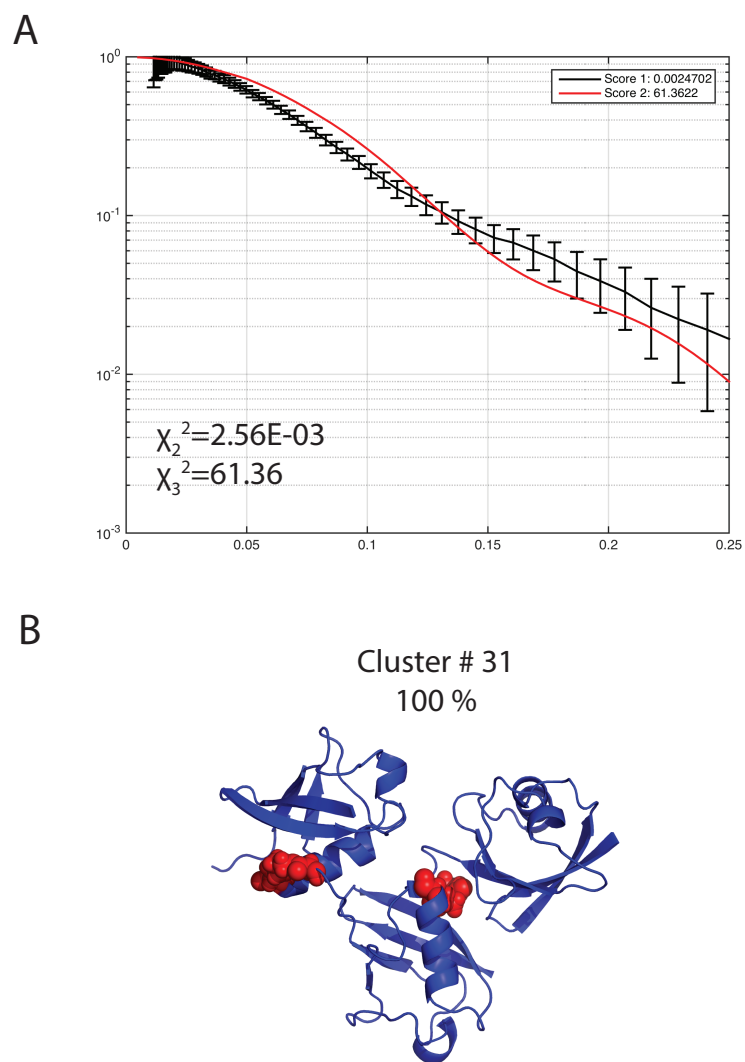 A
10⁰
10⁻¹
10⁻²
10⁻³
Score 1: 0.0024702
Score 2: 61.3622
χ₂²=2.56E-03
χ₃²=61.36
0 0.05 0.1 0.15 0.2 0.25
B
Cluster # 31
100 %